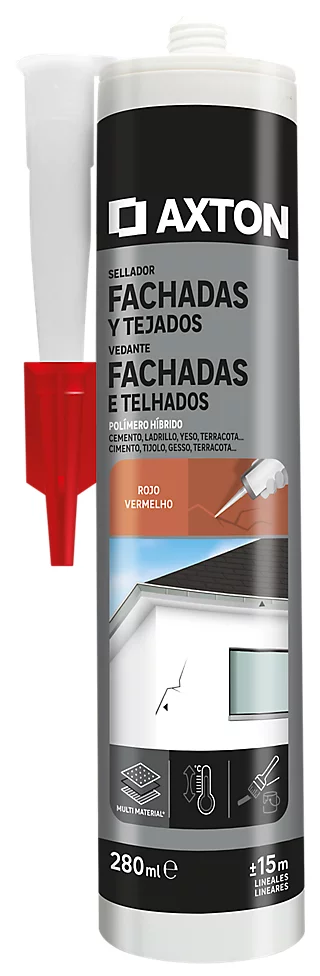 AXTON
SELLADOR
FACHADAS
Y TEJADOS
VEDANTE
FACHADAS
E TELHADOS
POLÍMERO HÍBRIDO
CEMENTO, LADRILLO, YESO, TERRACOTA...
CIMENTO, TIJOLO, GESSO, TERRACOTA...
ROJO
VERMELHO
°C
MULTI MATERIAL*
280ml e
±15m
LINEALES
LINEARES